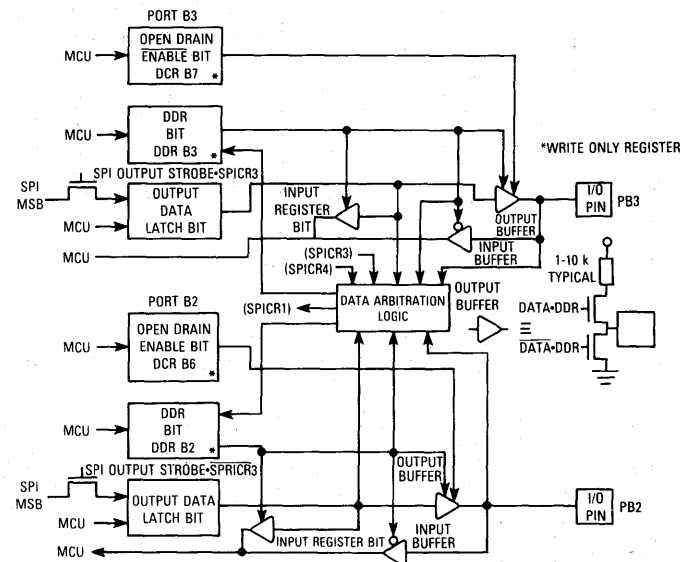 PORT B3
OPEN DRAIN
ENABLE BIT
DCR B7
*
MCU
DDR
BIT
DDR B3
*
MCU
*WRITE ONLY REGISTER
SPI OUTPUT STROBE•SPICR3
SPI
MSB
OUTPUT
DATA
LATCH BIT
MCU
INPUT
REGISTER
BIT
OUTPUT
BUFFER
INPUT
BUFFER
I/O
PIN
PB3
MCU
(SPICR3)
(SPICR4)
(SPICR1)
DATA ARBITRATION
LOGIC
OUTPUT
BUFFER
≡
1-10 k
TYPICAL
DATA•DDR
DATA•DDR
PORT B2
OPEN DRAIN
ENABLE BIT
DCR B6
*
MCU
DDR
BIT
DDR B2
*
MCU
SPI OUTPUT STROBE•SPRICR3
SPI
MSB
OUTPUT DATA
LATCH BIT
MCU
OUTPUT
BUFFER
INPUT
BUFFER
INPUT REGISTER BIT
I/O
PIN
PB2
MCU